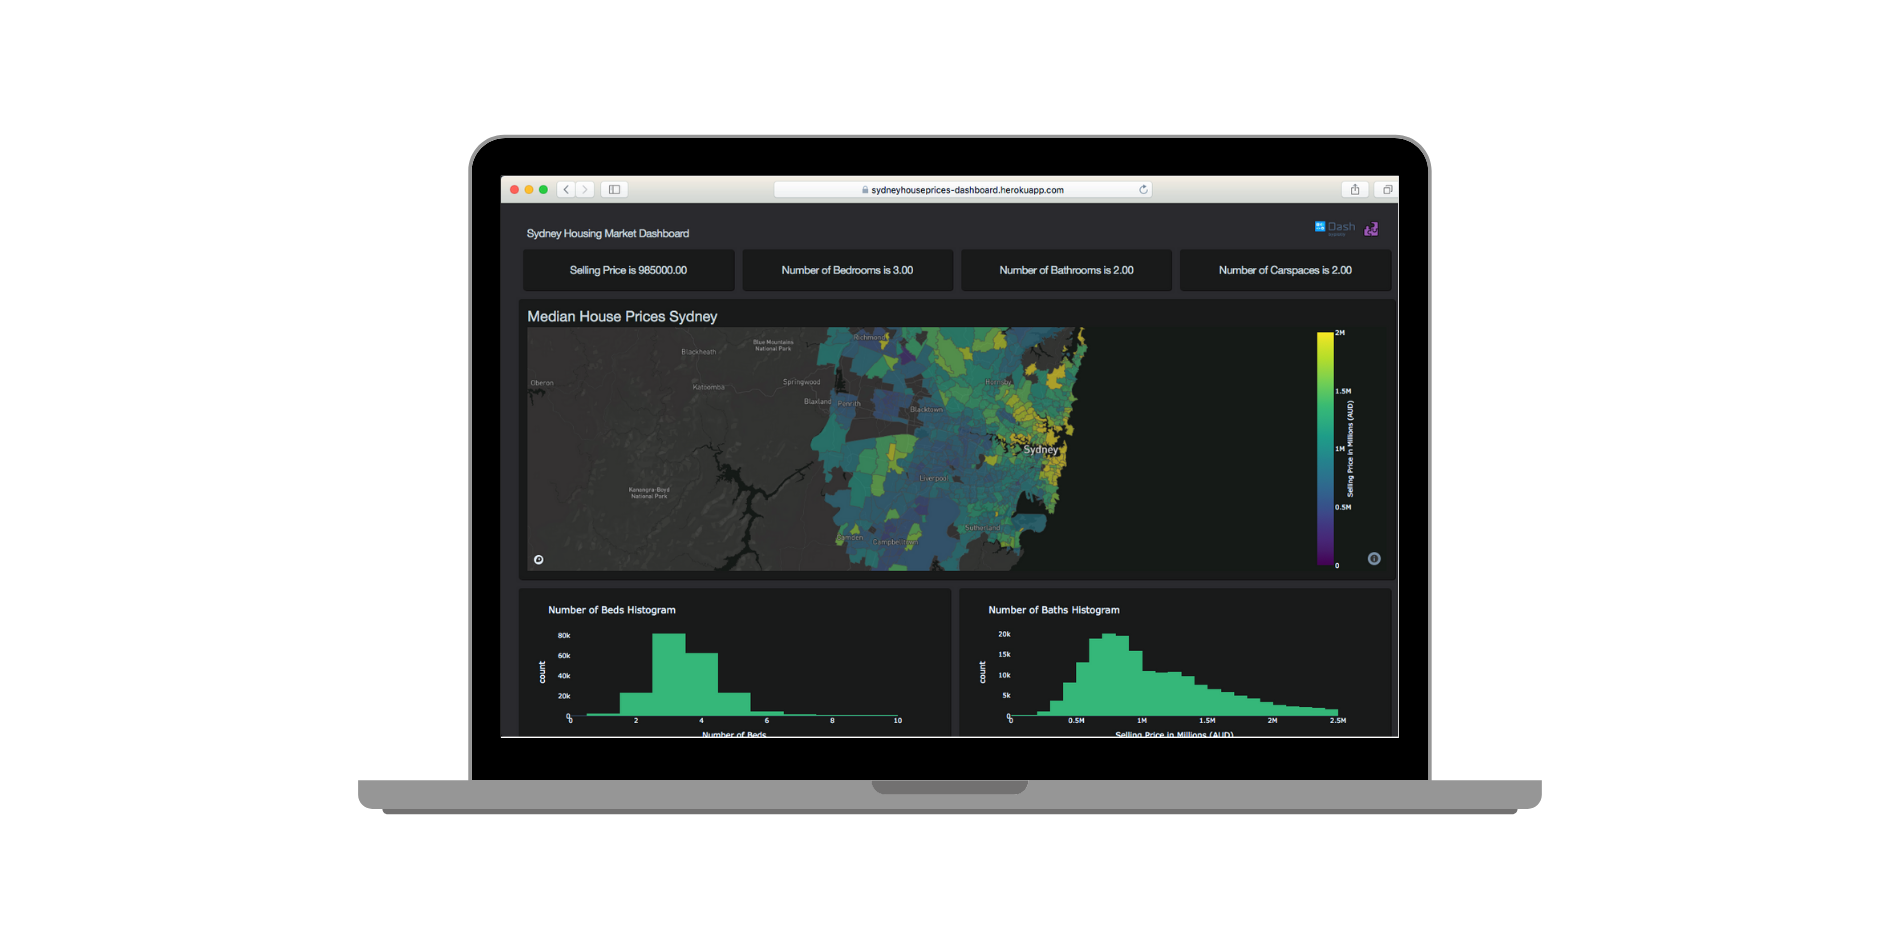 sydneyhouseprices-dashboard.herokuapp.com
Sydney Housing Market Dashboard
Dash
Selling Price is 985000.00
Number of Bedrooms is 3.00
Number of Bathrooms is 2.00
Number of Carspaces is 2.00
Median House Prices Sydney
Richmond
Blue Mountains
National Park
Blackheath
Oberon
Katoomba
Springwood
Hornsby
Blaxland
Penrith
Blacktown
Sydney
Liverpool
Kanangra-Boyd
National Park
Sutherland
Camden
Campbelltown
2M
1.5M
1M
0.5M
0
Selling Price in Millions (AUD)
Number of Beds Histogram
80k
60k
40k
20k
0
count
0
2
4
6
8
10
Number of Beds
Number of Baths Histogram
20k
15k
10k
5k
0
count
0
0.5M
1M
1.5M
2M
2.5M
Selling Price in Millions (AUD)